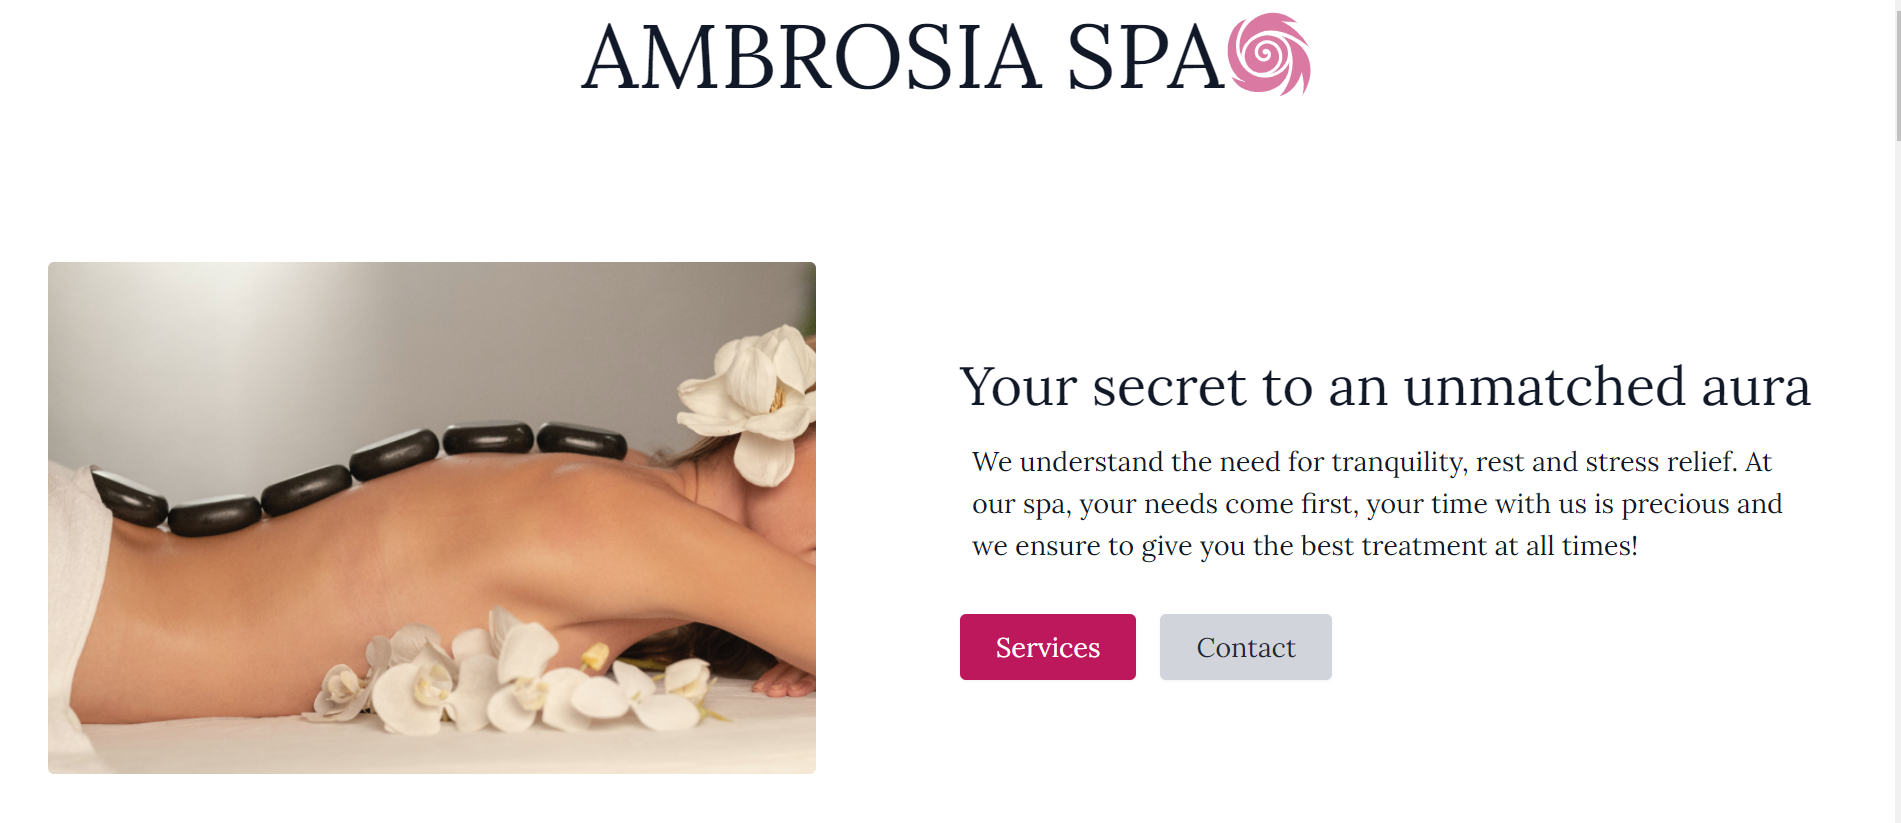 AMBROSIA SPA
Your secret to an unmatched aura
We understand the need for tranquility, rest and stress relief. At
our spa, your needs come first, your time with us is precious and
we ensure to give you the best treatment at all times!
Services
Contact